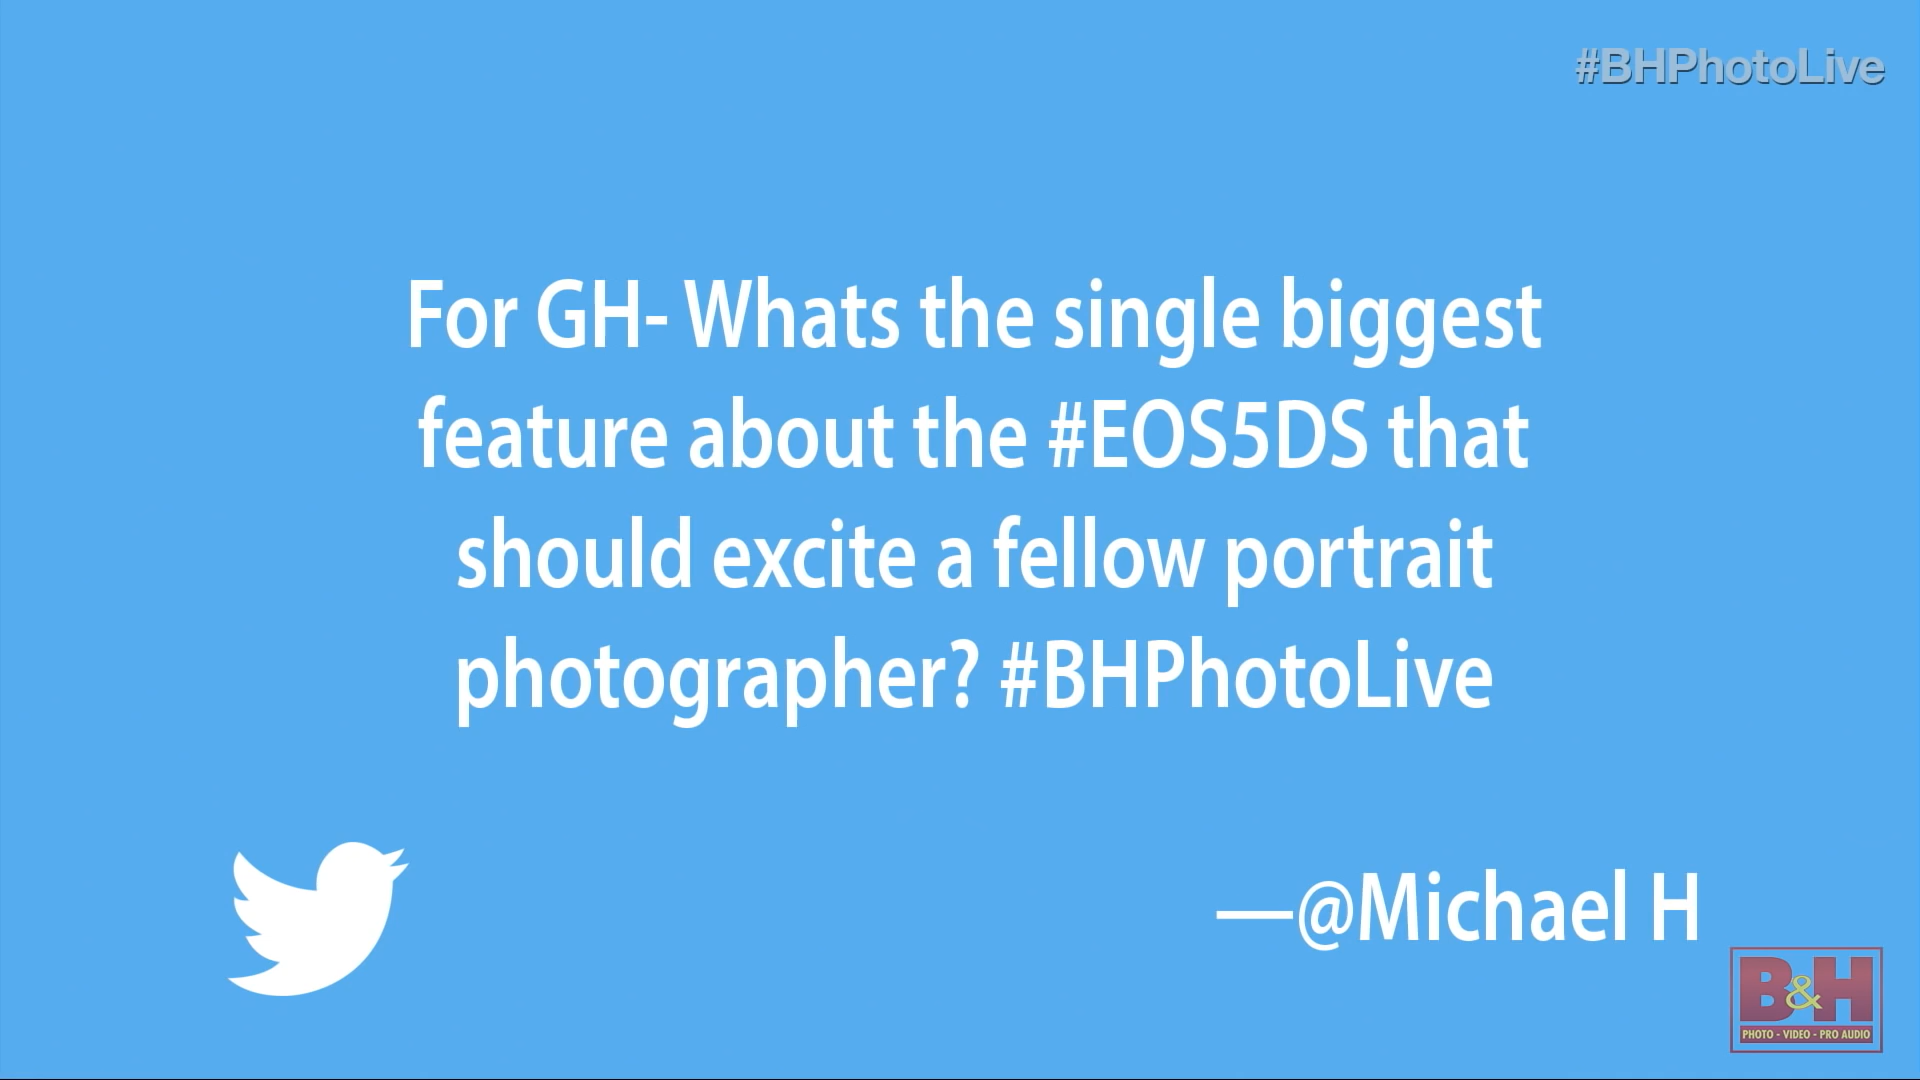 #BHPhotoLive
For GH- Whats the single biggest
feature about the #EOS5DS that
should excite a fellow portrait
photographer? #BHPhotoLive
—@Michael H
B&H
PHOTO - VIDEO - PRO AUDIO